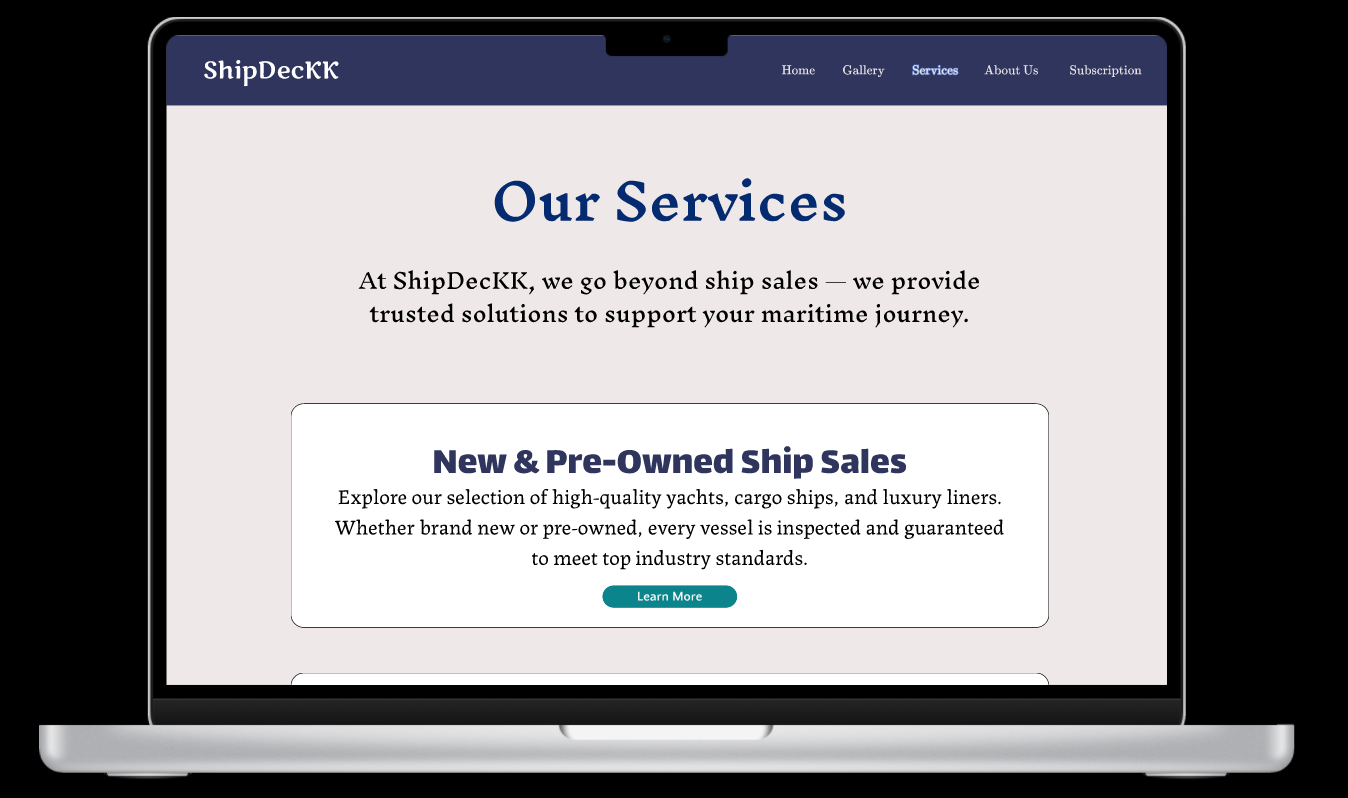 ShipDecKK
Home Gallery Services About Us Subscription
Our Services
At ShipDecKK, we go beyond ship sales — we provide
trusted solutions to support your maritime journey.
New & Pre-Owned Ship Sales
Explore our selection of high-quality yachts, cargo ships, and luxury liners.
Whether brand new or pre-owned, every vessel is inspected and guaranteed
to meet top industry standards.
Learn More